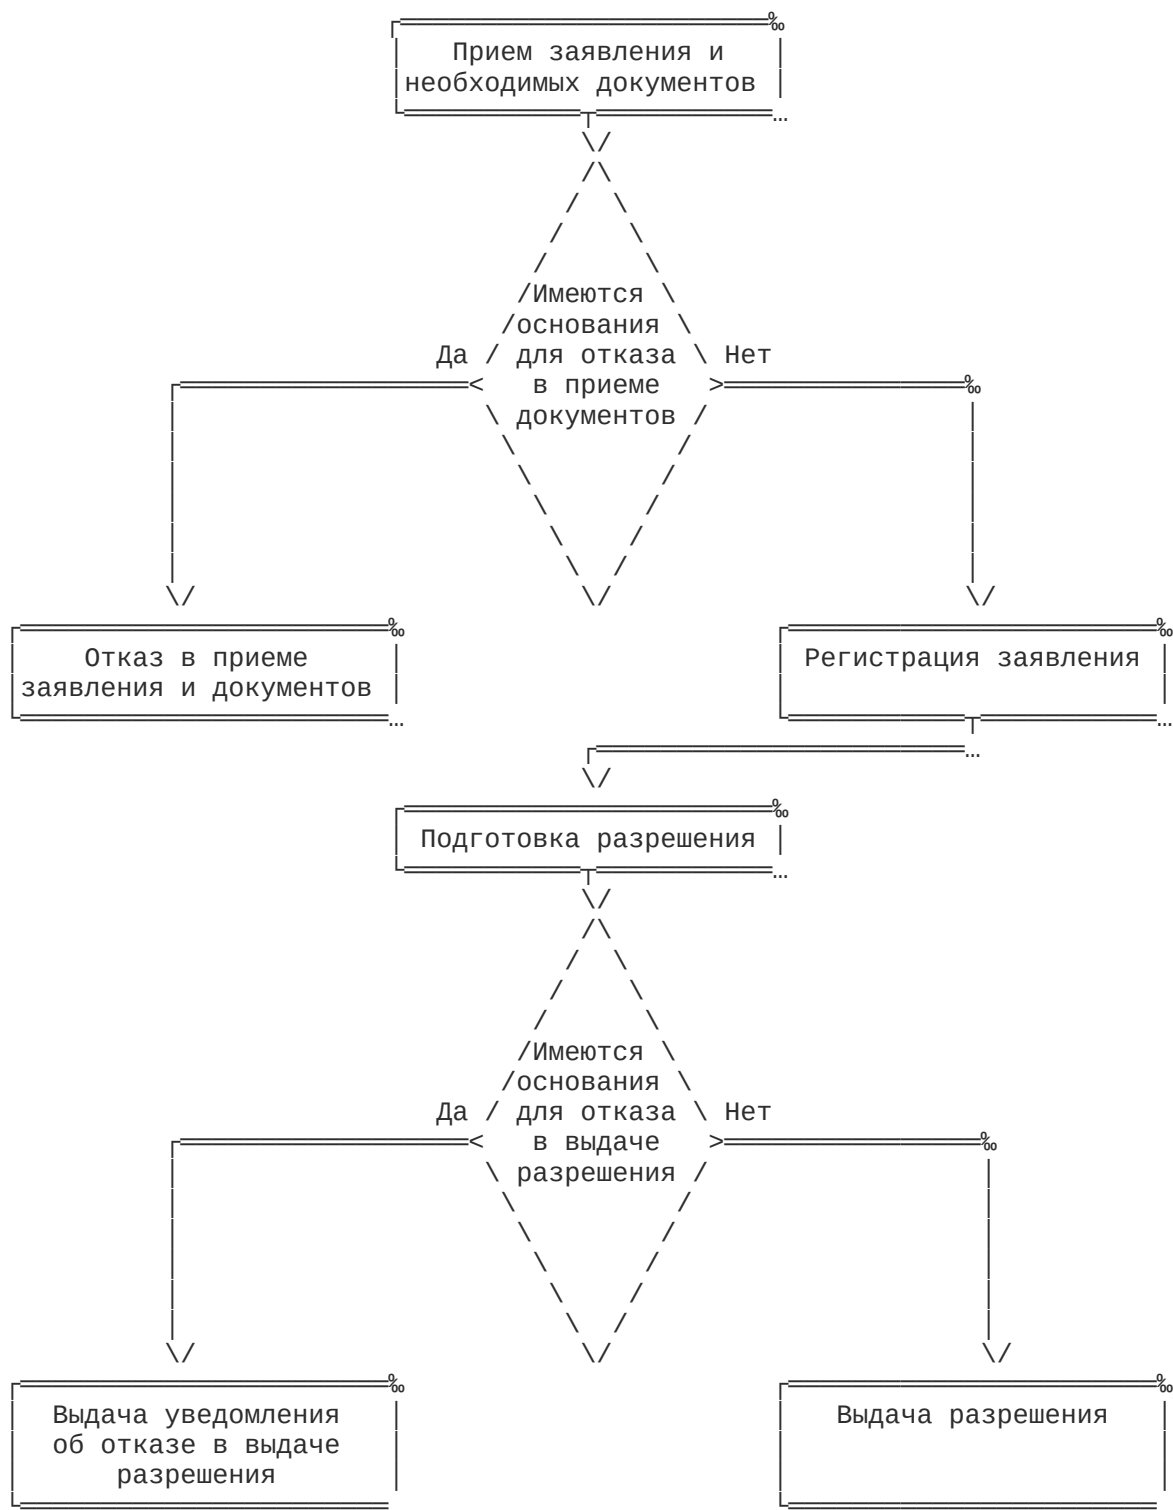 Прием заявления и
необходимых документов
Имеются
основания
Да для отказа Нет
в приеме
документов
Отказ в приеме
заявления и документов
Регистрация заявления
Подготовка разрешения
Имеются
основания
Да для отказа Нет
в выдаче
разрешения
Выдача уведомления
об отказе в выдаче
разрешения
Выдача разрешения